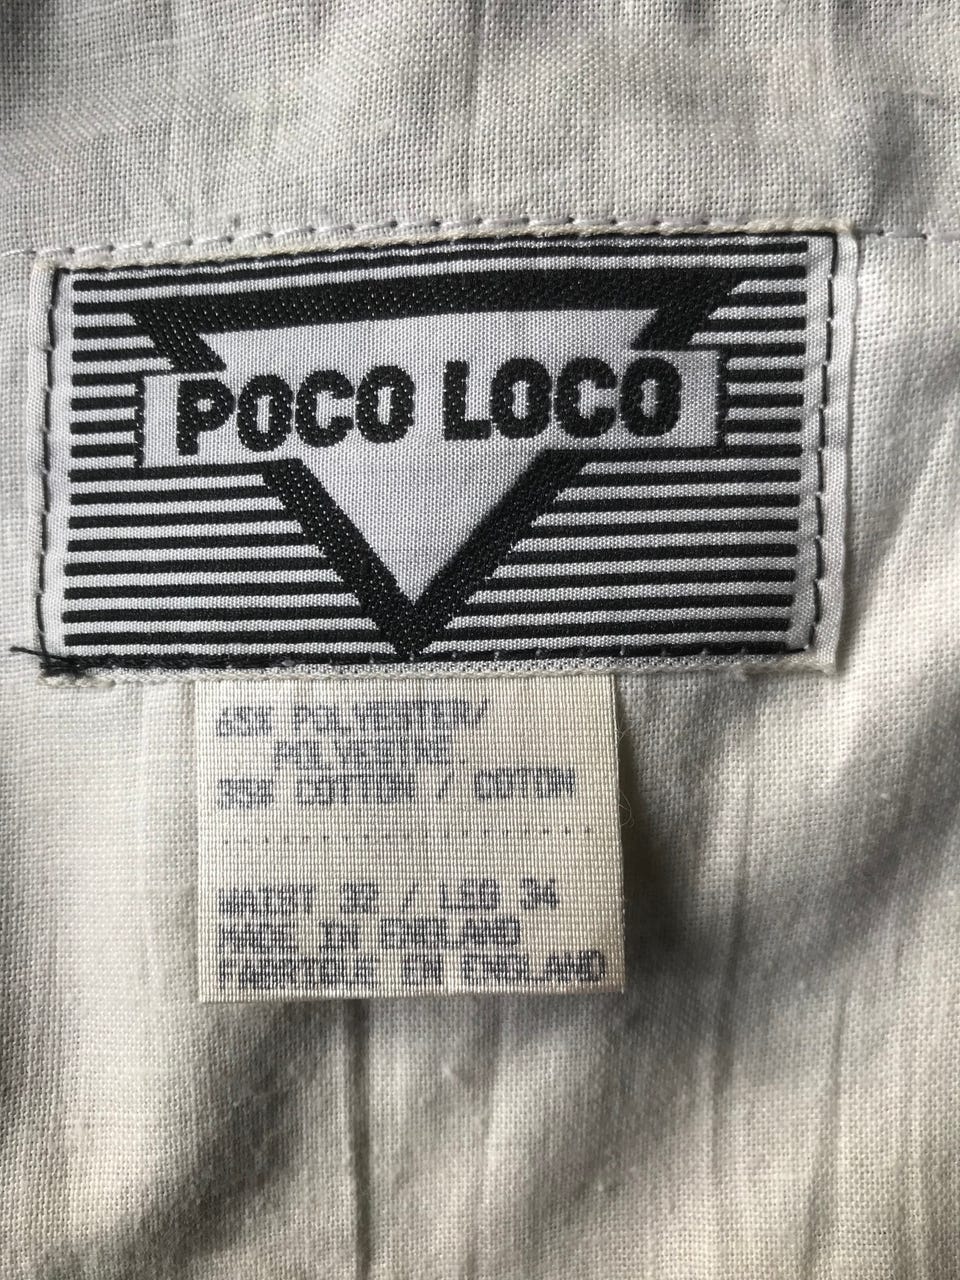 POCO LOCO
65% POLYESTER/
POLYESTRE
35% COTTON / COTON
WAIST 32 / LEG 34
MADE IN ENGLAND
FABRIQUE EN ENGLAND